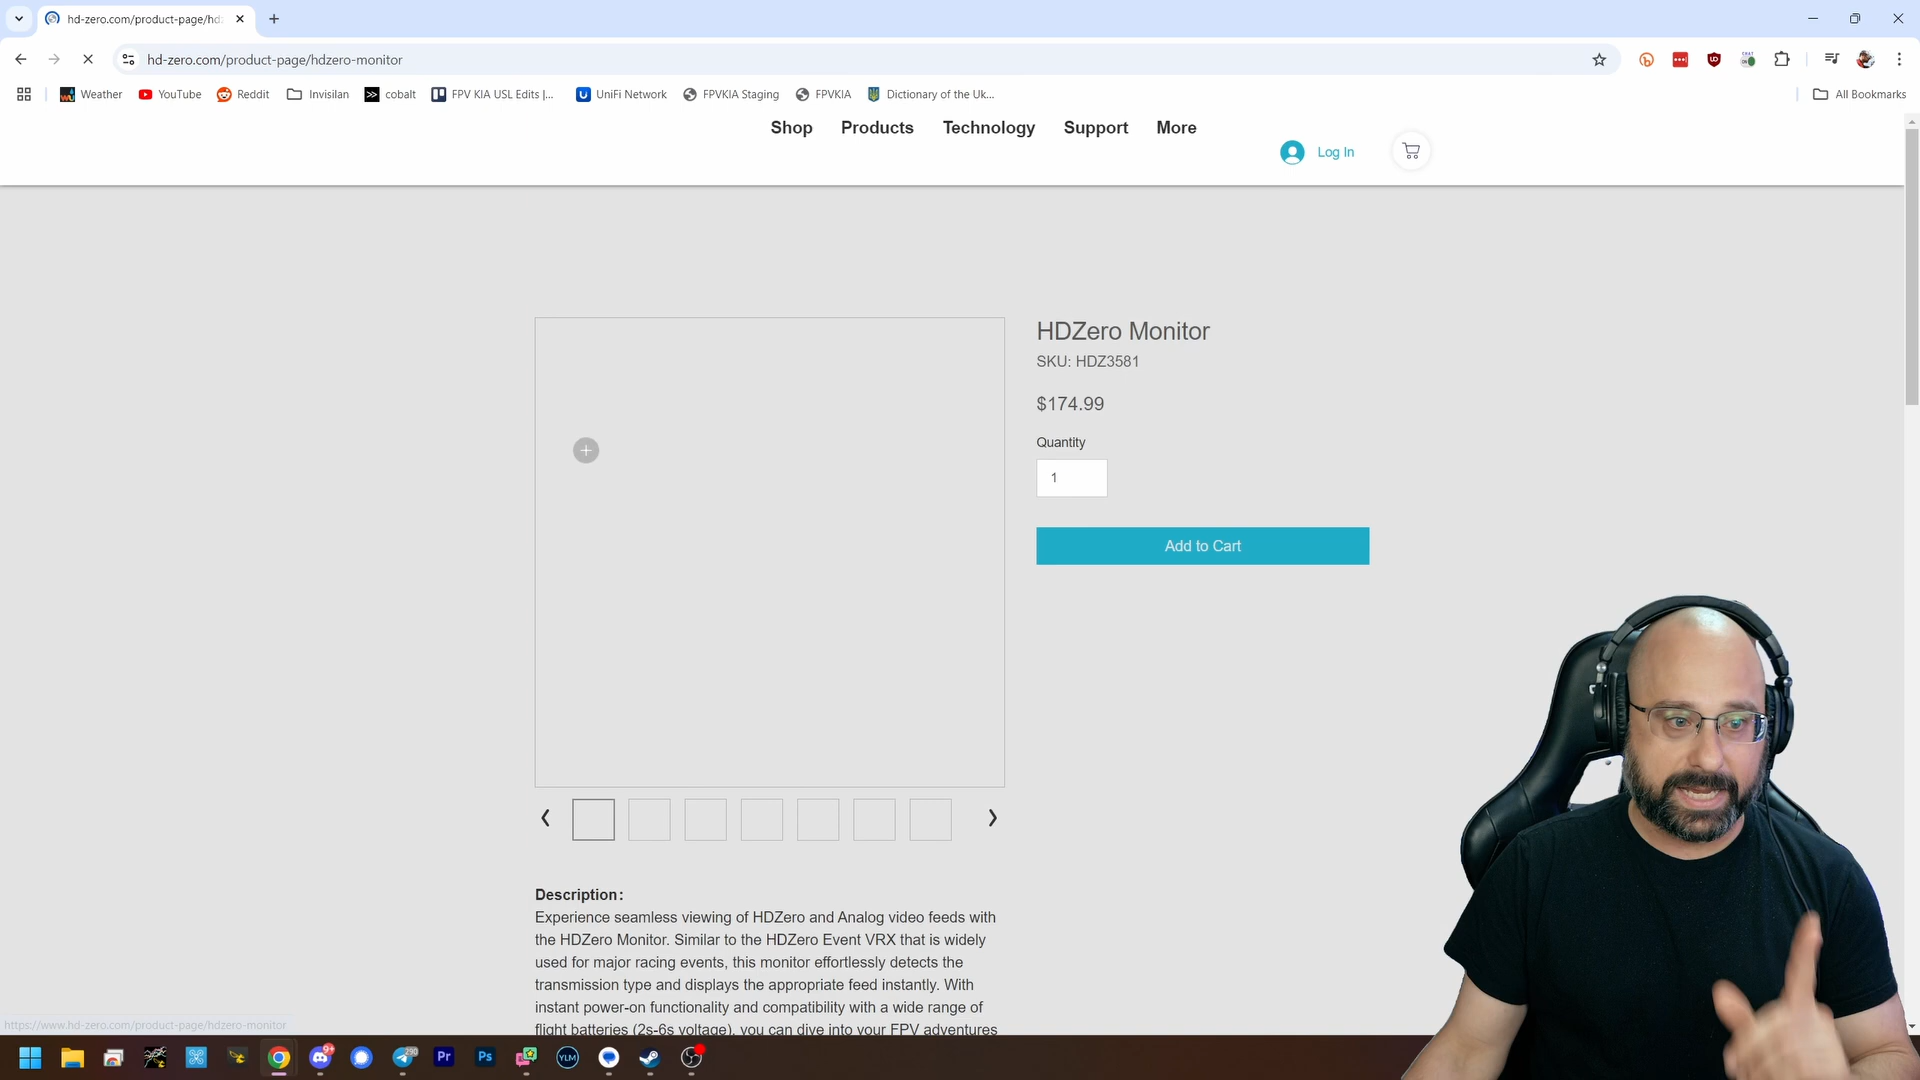 hd-zero.com/product-page/hd
hd-zero.com/product-page/hdzero-monitor
Weather
YouTube
Reddit
Invisilan
cobalt
FPV KIA USL Edits |...
UniFi Network
FPVKIA Staging
FPVKIA
Dictionary of the Uk...
All Bookmarks
Shop
Products
Technology
Support
More
Log In
HDZero Monitor
SKU: HDZ3581
$174.99
Quantity
1
Add to Cart
Description:
Experience seamless viewing of HDZero and Analog video feeds with
the HDZero Monitor. Similar to the HDZero Event VRX that is widely
used for major racing events, this monitor effortlessly detects the
transmission type and displays the appropriate feed instantly. With
instant power-on functionality and compatibility with a wide range of
flight batteries (2s-6s voltage), you can dive into your FPV adventures
https://www.hd-zero.com/product-page/hdzero-monitor
9+
290
Pr
Ps
YLM